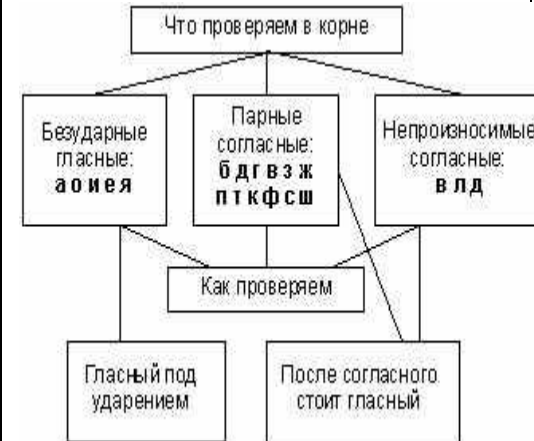 Что проверяем в корне
Безударные
гласные:
а о и е я
Парные
согласные:
б д г в з ж
п т к ф с ш
Непроизносимые
согласные:
в л д
Как проверяем
Гласный под
ударением
После согласного
стоит гласный